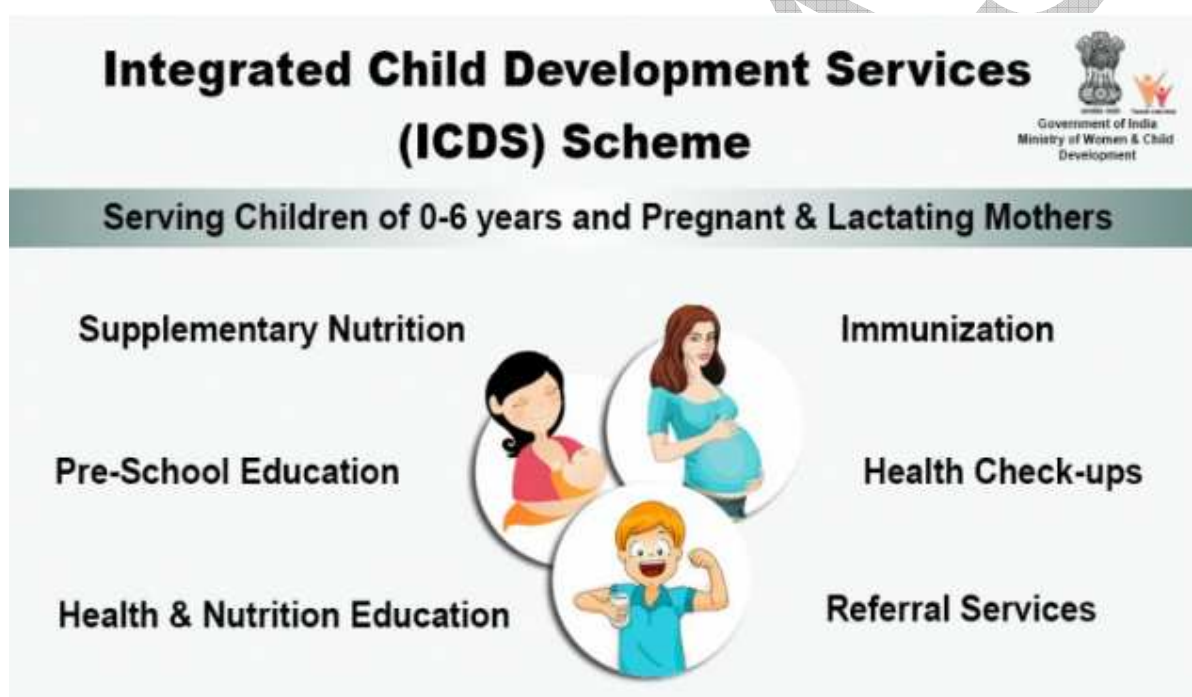 Integrated Child Development Services
(ICDS) Scheme
Government of India
Ministry of Women & Child
Development
Serving Children of 0-6 years and Pregnant & Lactating Mothers
Supplementary Nutrition
Immunization
Pre-School Education
Health Check-ups
Health & Nutrition Education
Referral Services